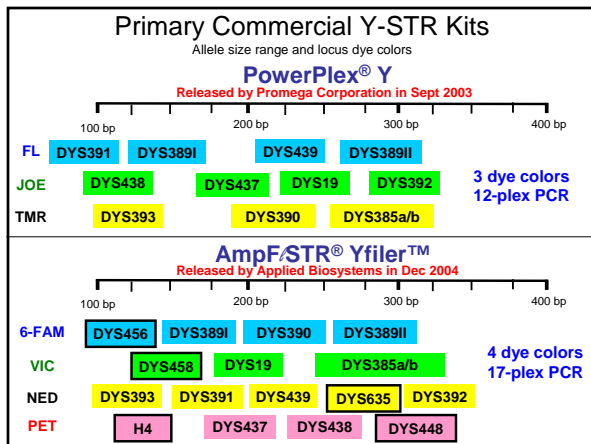 Primary Commercial Y-STR Kits
Allele size range and locus dye colors
PowerPlex® Y
Released by Promega Corporation in Sept 2003
100 bp 200 bp 300 bp 400 bp
FL DYS391 DYS389I DYS439 DYS389II
JOE DYS438 DYS437 DYS19 DYS392
TMR DYS393 DYS390 DYS385a/b
3 dye colors
12-plex PCR
AmpFℓSTR® Yfiler™
Released by Applied Biosystems in Dec 2004
100 bp 200 bp 300 bp 400 bp
6-FAM DYS456 DYS389I DYS390 DYS389II
VIC DYS458 DYS19 DYS385a/b
NED DYS393 DYS391 DYS439 DYS635 DYS392
PET H4 DYS437 DYS438 DYS448
4 dye colors
17-plex PCR